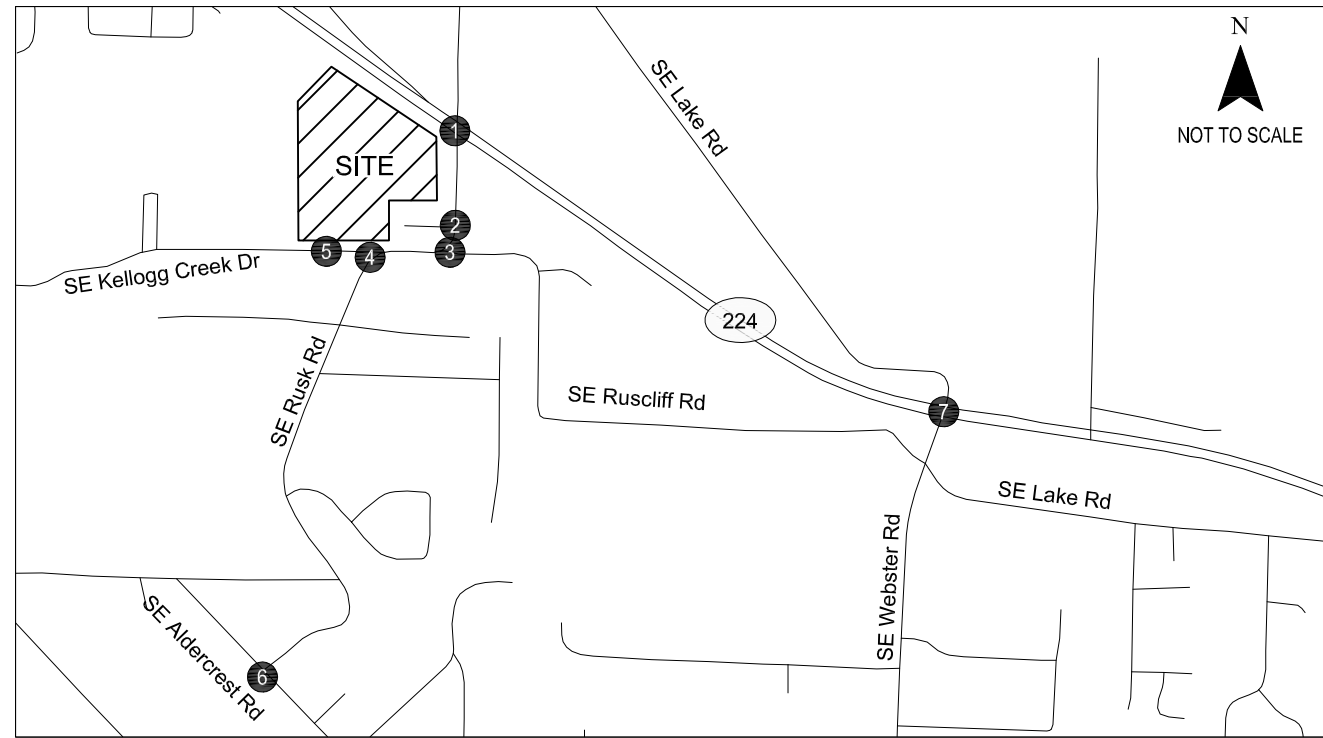 N
NOT TO SCALE
SE Lake Rd
1
SITE
2
3
4
5
SE Kellogg Creek Dr
224
SE Rusk Rd
SE Ruscliff Rd
7
SE Lake Rd
SE Webster Rd
SE Aldercrest Rd
6